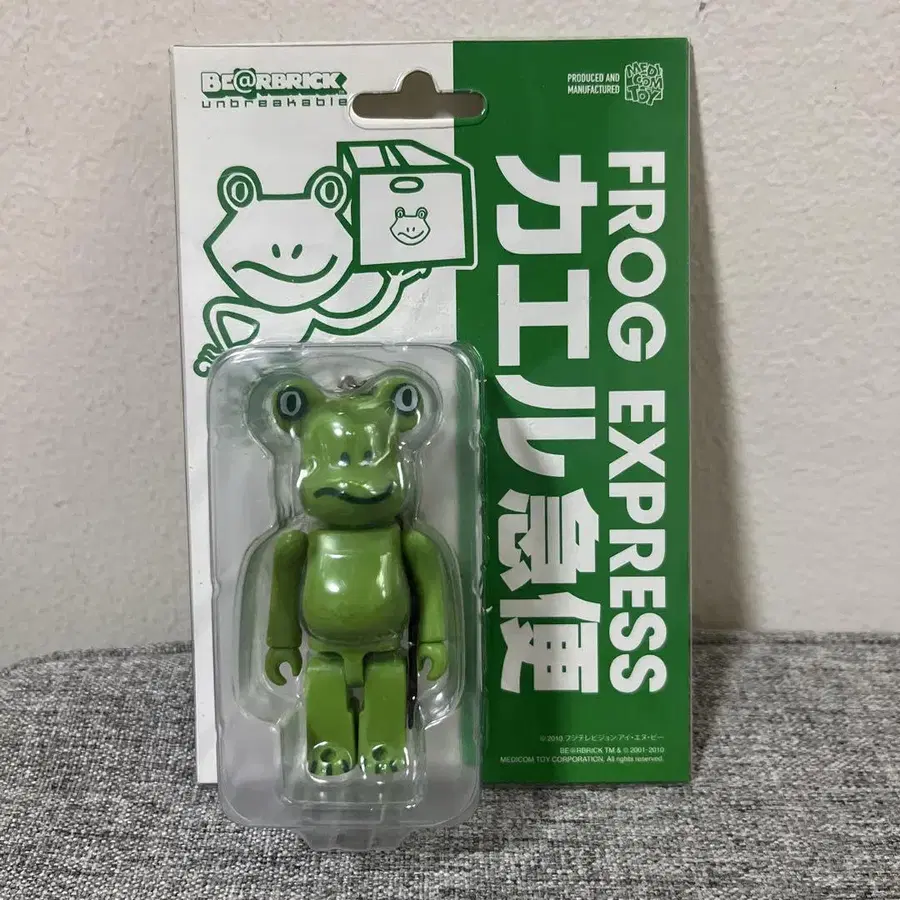 BE@RBRICK
unbreakable
PRODUCED AND
MANUFACTURED
MEDI
COM
TOY
FROG EXPRESS
カエル急便
©2010 フジテレビジョン アイ・エヌ・ピー
BE@RBRICK TM & © 2001-2010
MEDICOM TOY CORPORATION. All rights reserved.